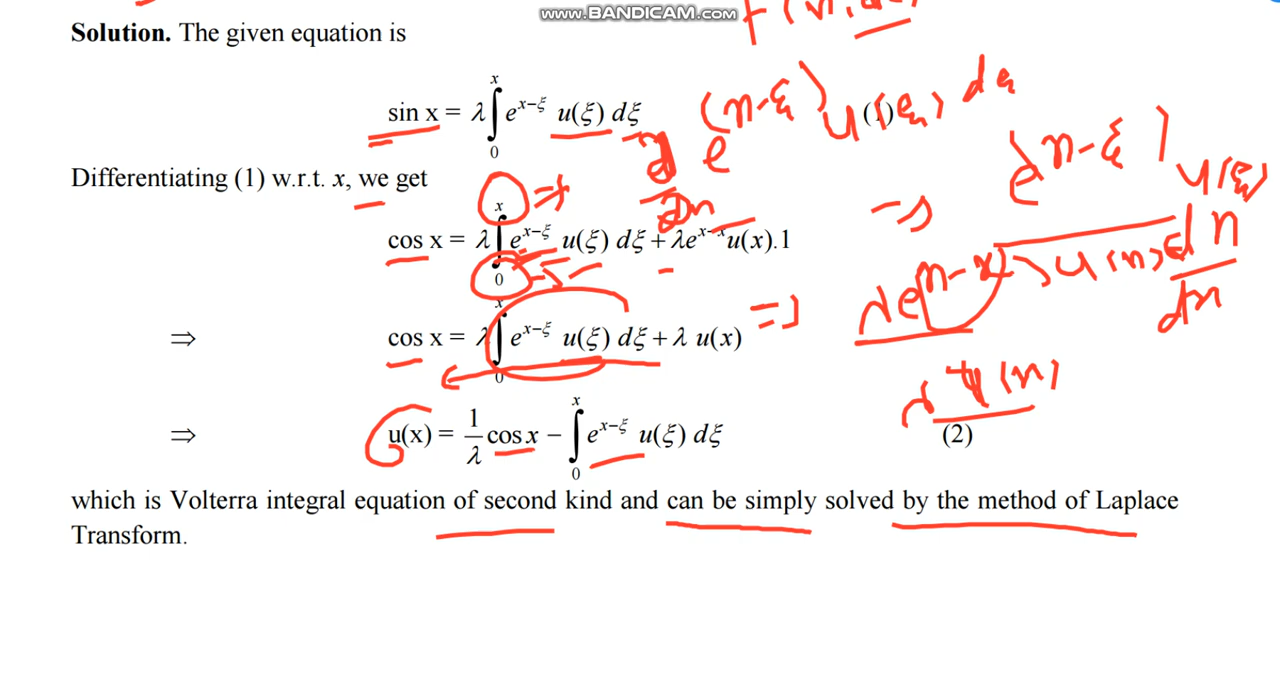 www.BANDICAM.com
Solution. The given equation is
sin x = λ ∫₀ˣ e^{x−ξ} u(ξ) dξ (1)
d/dn e^{(n-ξ)} u(ξ) dξ
Differentiating (1) w.r.t. x, we get
cos x = λ ∫₀ˣ e^{x−ξ} u(ξ) dξ + λe^{x−x}u(x).1
⇒ cos x = λ ∫₀ˣ e^{x−ξ} u(ξ) dξ + λ u(x)
⇒ u(x) = 1/λ cos x − ∫₀ˣ e^{x−ξ} u(ξ) dξ (2)
which is Volterra integral equation of second kind and can be simply solved by the method of Laplace
Transform.